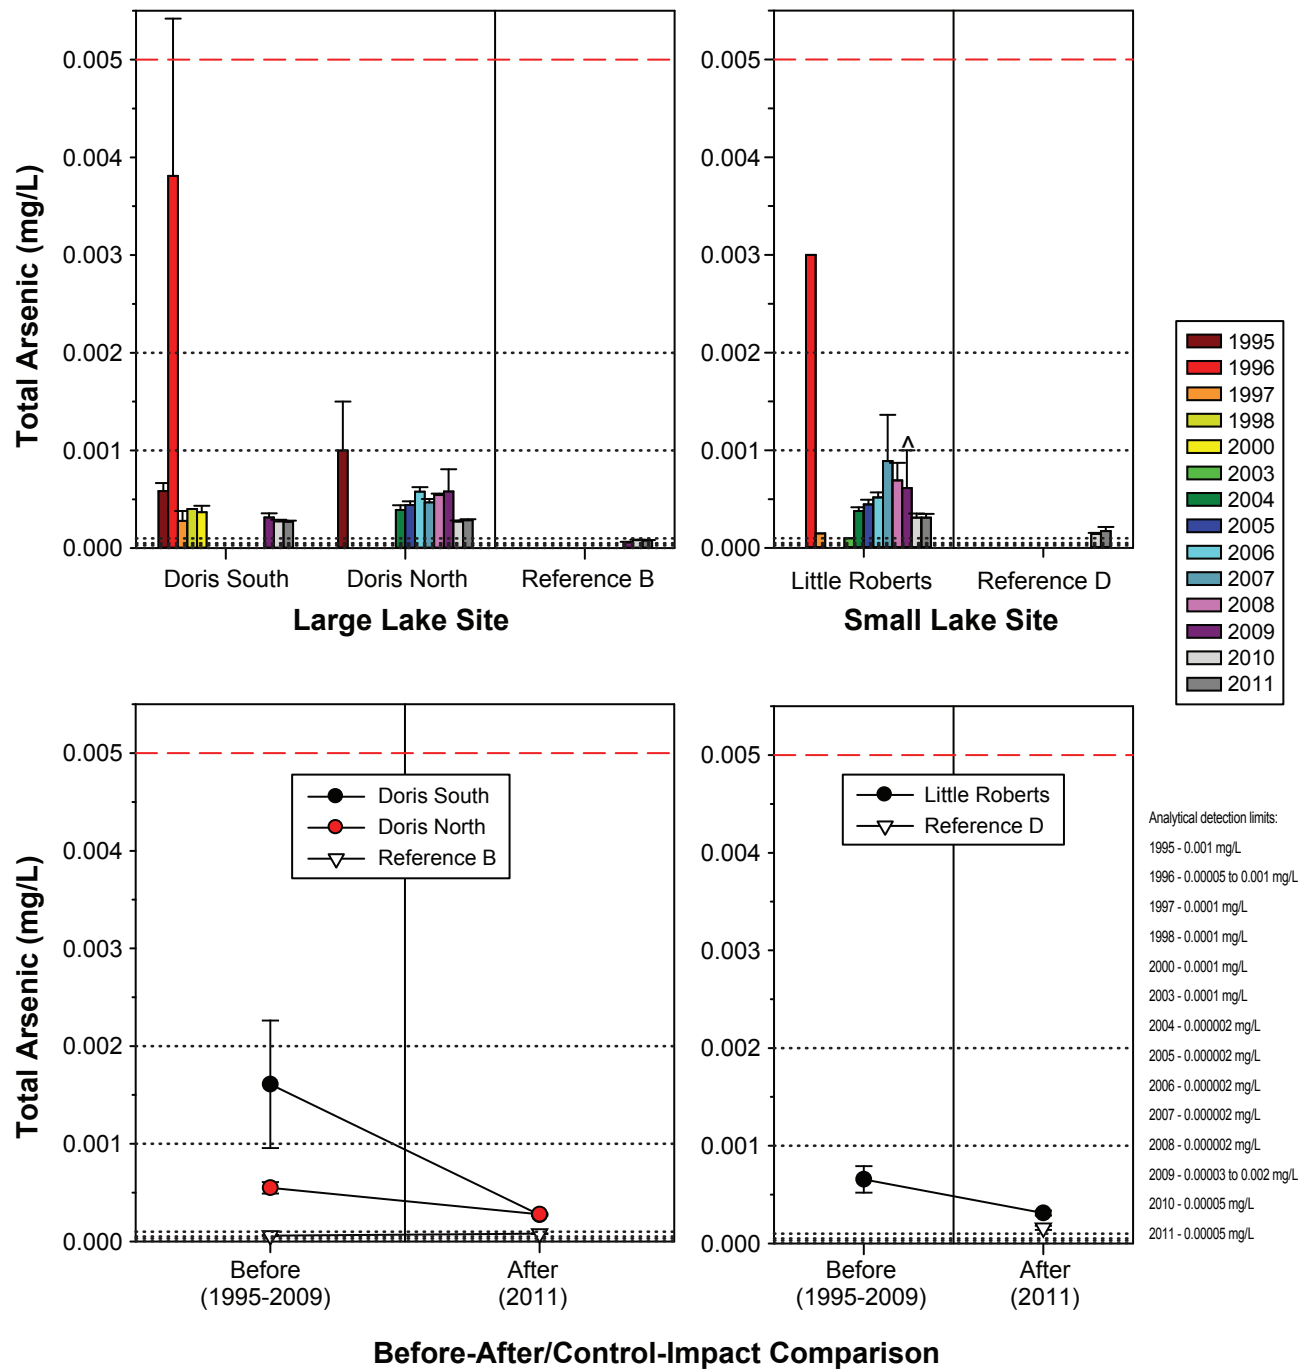 Total Arsenic (mg/L)
0.005
0.004
0.003
0.002
0.001
0.000
Doris South
Doris North
Reference B
Large Lake Site
0.005
0.004
0.003
0.002
0.001
0.000
^
Little Roberts
Reference D
Small Lake Site
1995
1996
1997
1998
2000
2003
2004
2005
2006
2007
2008
2009
2010
2011
Total Arsenic (mg/L)
0.005
0.004
0.003
0.002
0.001
0.000
Doris South
Doris North
Reference B
Before
(1995-2009)
After
(2011)
0.005
0.004
0.003
0.002
0.001
0.000
Little Roberts
Reference D
Before
(1995-2009)
After
(2011)
Analytical detection limits:
1995 - 0.001 mg/L
1996 - 0.00005 to 0.001 mg/L
1997 - 0.0001 mg/L
1998 - 0.0001 mg/L
2000 - 0.0001 mg/L
2003 - 0.0001 mg/L
2004 - 0.000002 mg/L
2005 - 0.000002 mg/L
2006 - 0.000002 mg/L
2007 - 0.000002 mg/L
2008 - 0.000002 mg/L
2009 - 0.00003 to 0.002 mg/L
2010 - 0.00005 mg/L
2011 - 0.00005 mg/L
Before-After/Control-Impact Comparison